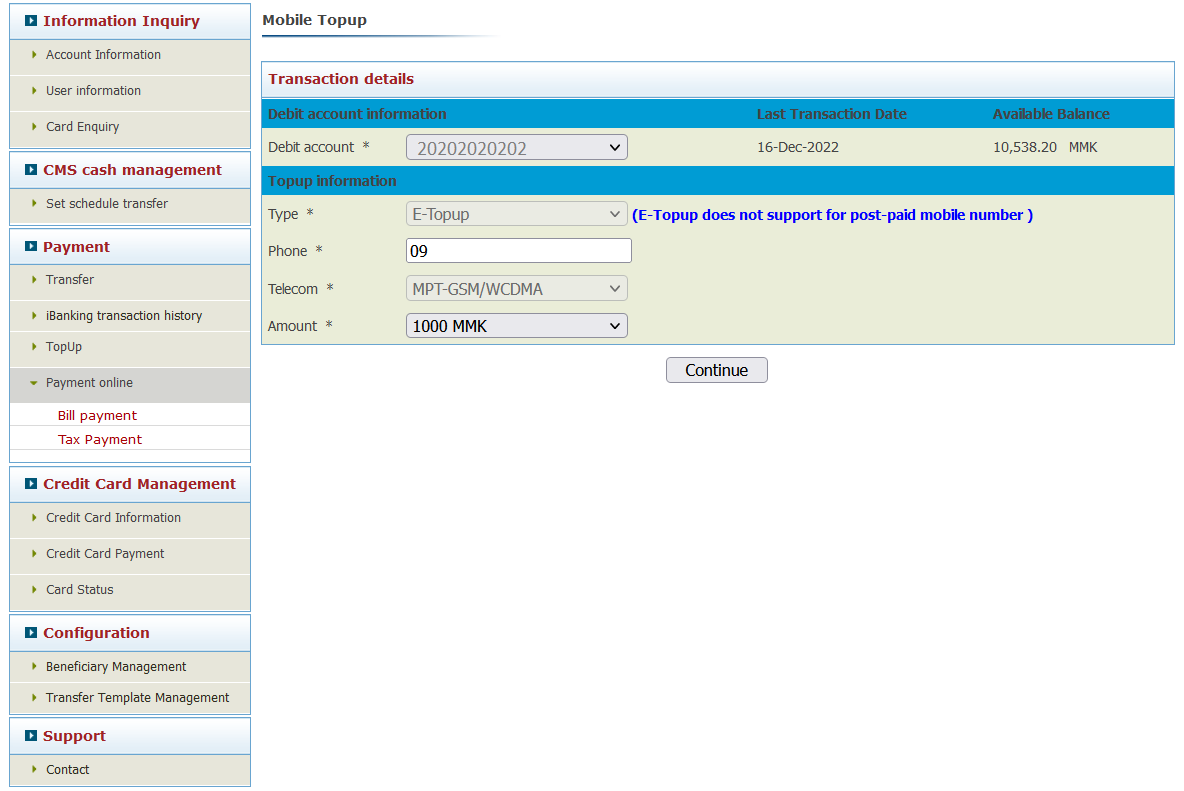 Information Inquiry
Account Information
User information
Card Enquiry
CMS cash management
Set schedule transfer
Payment
Transfer
iBanking transaction history
TopUp
Payment online
Bill payment
Tax Payment
Credit Card Management
Credit Card Information
Credit Card Payment
Card Status
Configuration
Beneficiary Management
Transfer Template Management
Support
Contact
Mobile Topup
Transaction details
Debit account information Last Transaction Date Available Balance
Debit account * 20202020202 16-Dec-2022 10,538.20 MMK
Topup information
Type * E-Topup (E-Topup does not support for post-paid mobile number )
Phone * 09
Telecom * MPT-GSM/WCDMA
Amount * 1000 MMK
Continue